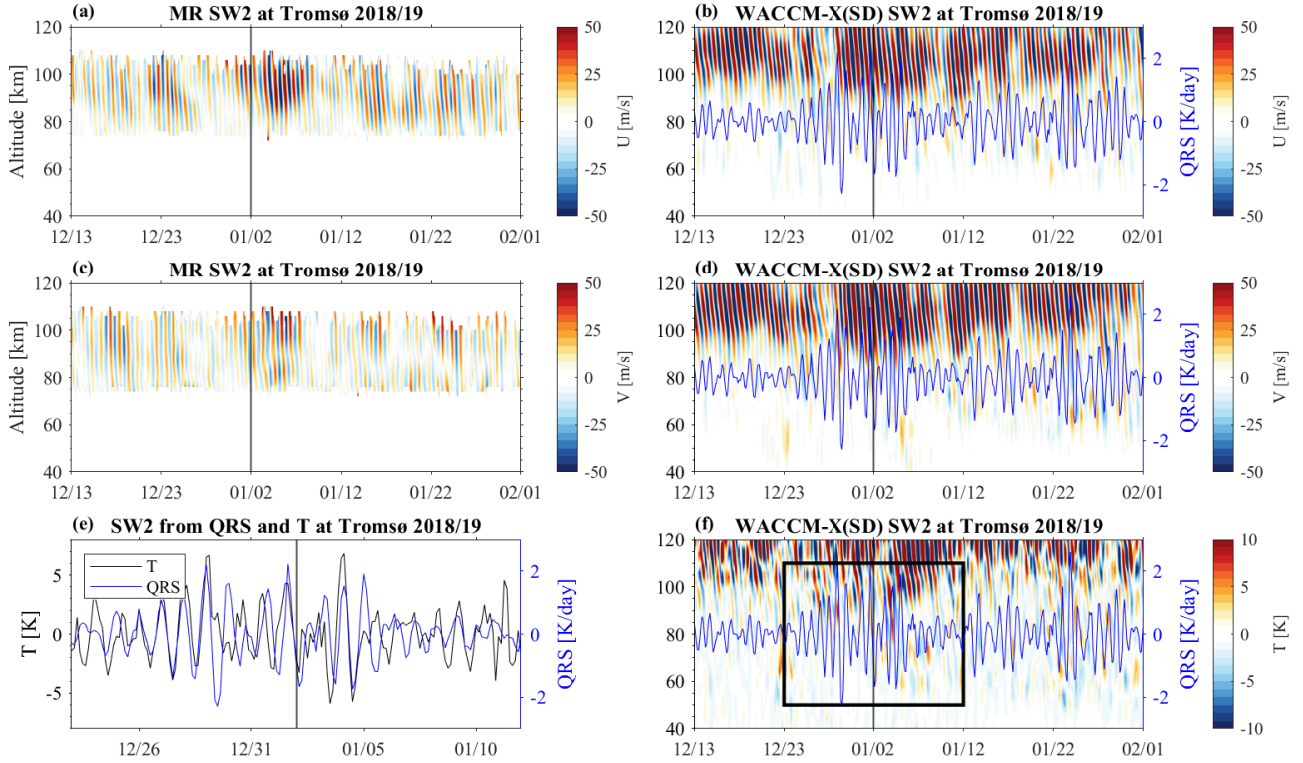 (a) MR SW2 at Tromsø 2018/19
120
100
80
60
40
Altitude [km]
12/13 12/23 01/02 01/12 01/22 02/01
50
25
0
-25
-50
U [m/s]
(b) WACCM-X(SD) SW2 at Tromsø 2018/19
120
100
80
60
40
12/13 12/23 01/02 01/12 01/22 02/01
2
1
0
-1
-2
QRS [K/day]
50
25
0
-25
-50
U [m/s]
(c) MR SW2 at Tromsø 2018/19
120
100
80
60
40
Altitude [km]
12/13 12/23 01/02 01/12 01/22 02/01
50
25
0
-25
-50
V [m/s]
(d) WACCM-X(SD) SW2 at Tromsø 2018/19
120
100
80
60
40
12/13 12/23 01/02 01/12 01/22 02/01
2
1
0
-1
-2
QRS [K/day]
50
25
0
-25
-50
V [m/s]
(e) SW2 from QRS and T at Tromsø 2018/19
T
QRS
5
0
-5
T [K]
12/26 12/31 01/05 01/10
2
0
-2
QRS [K/day]
(f) WACCM-X(SD) SW2 at Tromsø 2018/19
120
100
80
60
40
12/13 12/23 01/02 01/12 01/22 02/01
2
1
0
-1
-2
QRS [K/day]
10
5
0
-5
-10
T [K]